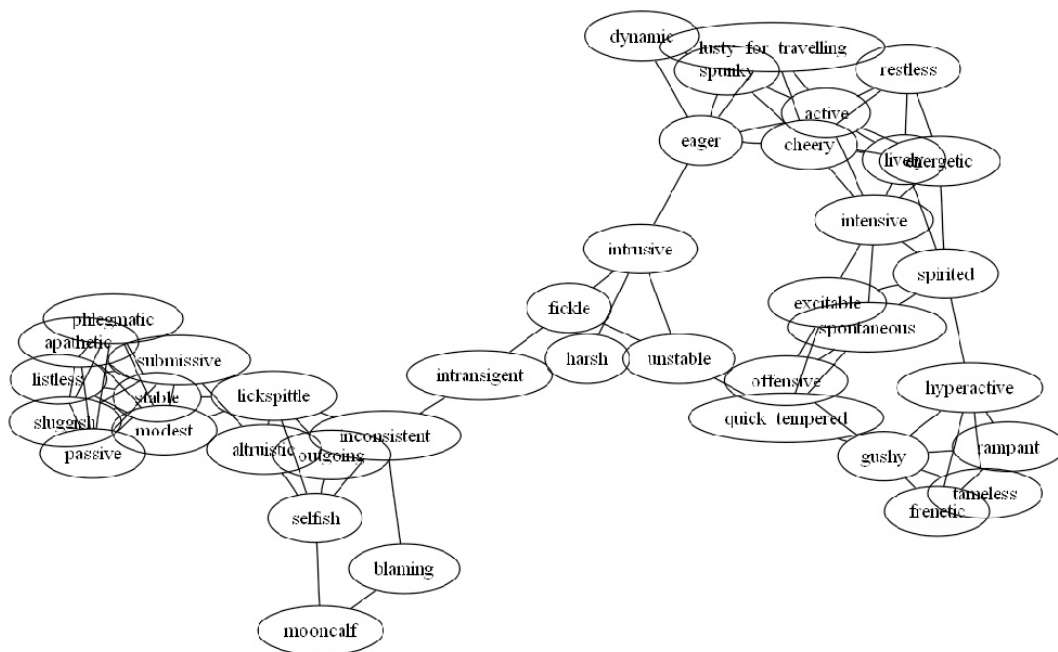 dynamic
lusty for travelling
spunky
restless
active
eager
cheery
lively
energetic
intensive
intrusive
spirited
excitable
fickle
spontaneous
phlegmatic
apathetic
submissive
harsh
unstable
intransigent
listless
offensive
hyperactive
stable
lickspittle
quick tempered
sluggish
modest
inconsistent
passive
altruistic
outgoing
gushy
rampant
tameless
frenetic
selfish
blaming
mooncalf